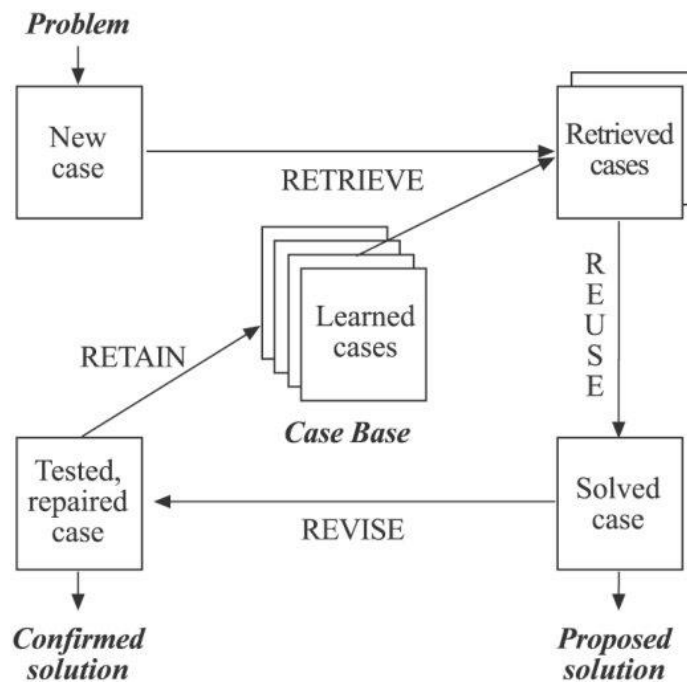 Problem
New
case
Retrieved
cases
RETRIEVE
REUSE
Learned
cases
RETAIN
Case Base
Tested,
repaired
case
Solved
case
REVISE
Confirmed
solution
Proposed
solution